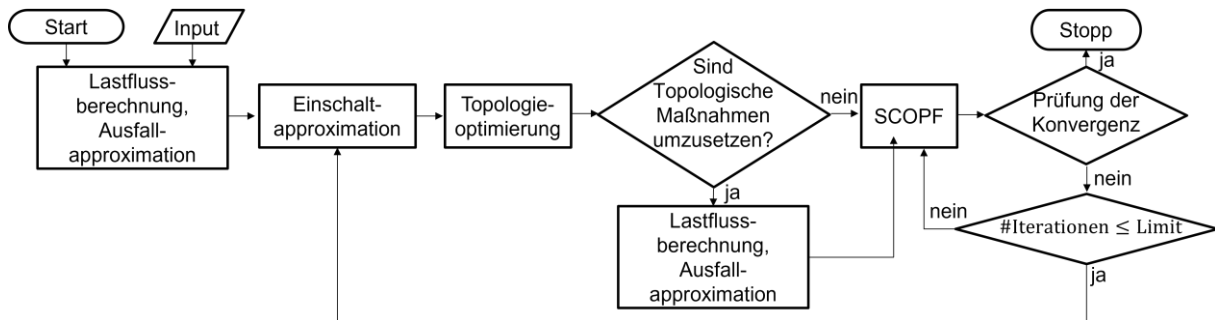 Start
Input
Lastfluss-
berechnung,
Ausfall-
approximation
Einschalt-
approximation
Topologie-
optimierung
Sind
Topologische
Maßnahmen
umzusetzen?
nein
ja
Lastfluss-
berechnung,
Ausfall-
approximation
SCOPF
Prüfung der
Konvergenz
ja
Stopp
nein
#Iterationen ≤ Limit
nein
ja